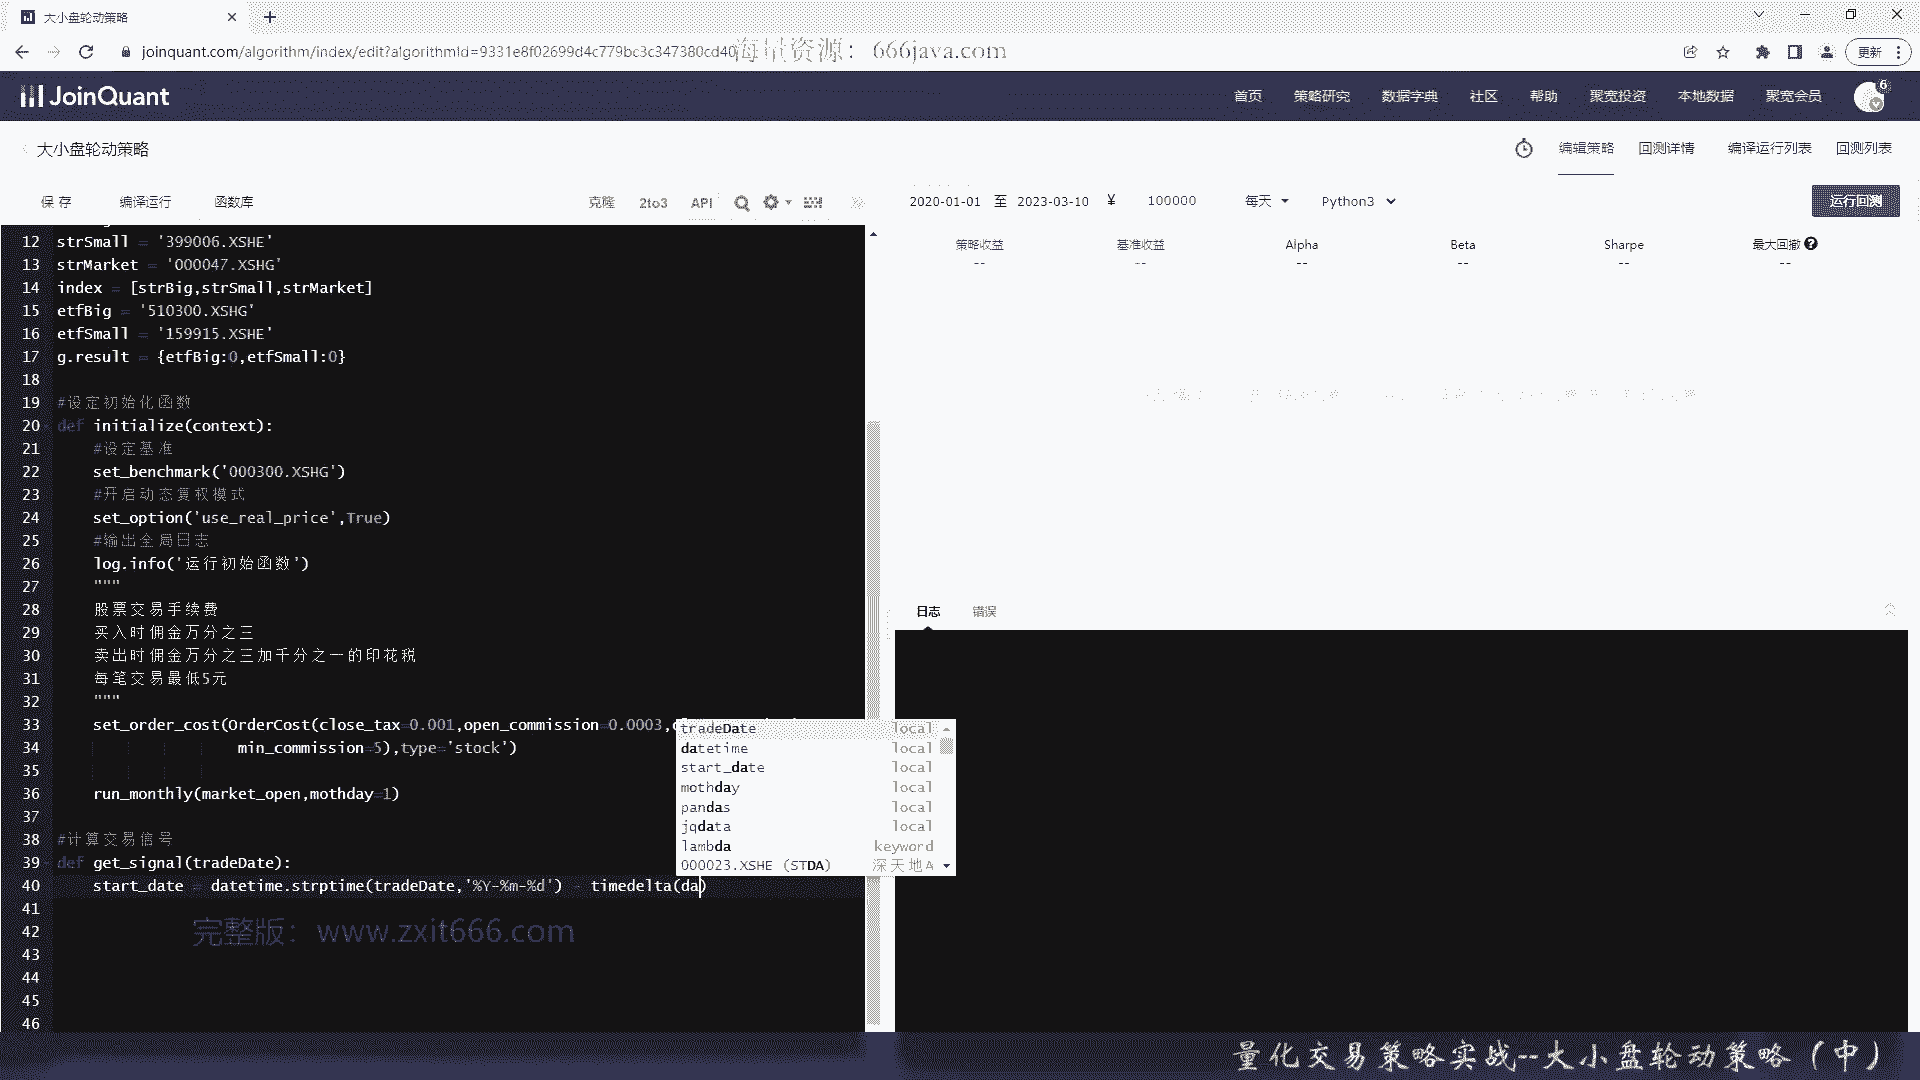 大小盘轮动策略
joinquant.com/algorithm/index/edit?algorithmId=9331e8f02699d4c779bc3c347380cd40
海量资源：666java.com
更新
JoinQuant
首页 策略研究 数据字典 社区 帮助 聚宽投资 本地数据 聚宽会员 6
大小盘轮动策略
编辑策略 回测详情 编译运行列表 回测列表
保存 编译运行 函数库 克隆 2to3 API
2020-01-01 至 2023-03-10 ¥ 100000 每天 Python3 运行回测
策略收益 基准收益 Alpha Beta Sharpe 最大回撤
-- -- -- -- -- --
12 strSmall = '399006.XSHE'
13 strMarket = '000047.XSHG'
14 index = [strBig,strSmall,strMarket]
15 etfBig = '510300.XSHG'
16 etfSmall = '159915.XSHE'
17 g.result = {etfBig:0,etfSmall:0}
18
19 #设定初始化函数
20 def initialize(context):
21 #设定基准
22 set_benchmark('000300.XSHG')
23 #开启动态复权模式
24 set_option('use_real_price',True)
25 #输出全局日志
26 log.info('运行初始函数')
27 """
28 股票交易手续费
29 买入时佣金万分之三
30 卖出时佣金万分之三加千分之一的印花税
31 每笔交易最低5元
32 """
33 set_order_cost(OrderCost(close_tax=0.001,open_commission=0.0003,
34 min_commission=5),type='stock')
35
36 run_monthly(market_open,mothday=1)
37
38 #计算交易信号
39 def get_signal(tradeDate):
40 start_date = datetime.strptime(tradeDate,'%Y-%m-%d') - timedelta(da)
41
42
43
44
45
46
tradeDate local
datetime local
start_date local
mothday local
pandas local
jqdata local
lambda keyword
000023.XSHE (STDA) 深天地A
日志 错误
完整版：www.zxit666.com
量化交易策略实战--大小盘轮动策略（中）